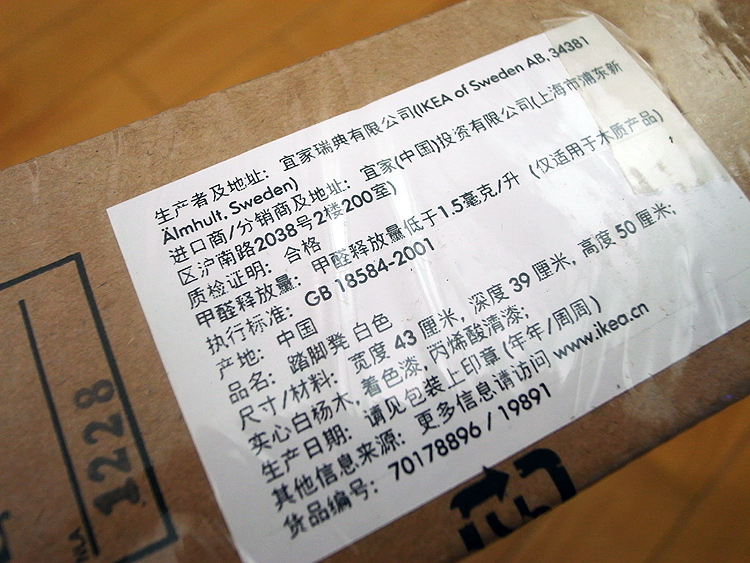 生产者及地址: 宜家瑞典有限公司(IKEA of Sweden AB, 34381
Älmhult, Sweden)
进口商/分销商及地址: 宜家(中国)投资有限公司(上海市浦东新
区沪南路2038号2楼200室)
质检证明: 合格
甲醛释放量: 甲醛释放量低于1.5毫克/升 (仅适用于木质产品),
执行标准: GB 18584-2001
产地: 中国
品名: 踏脚凳 白色
尺寸/材料: 宽度 43 厘米, 深度 39 厘米, 高度 50 厘米;
实心白杨木, 着色漆, 丙烯酸清漆;
生产日期: 请见包装上印章 (年年/周周)
其他信息来源: 更多信息请访问 www.ikea.cn
货品编号: 70178896 / 19891
1228